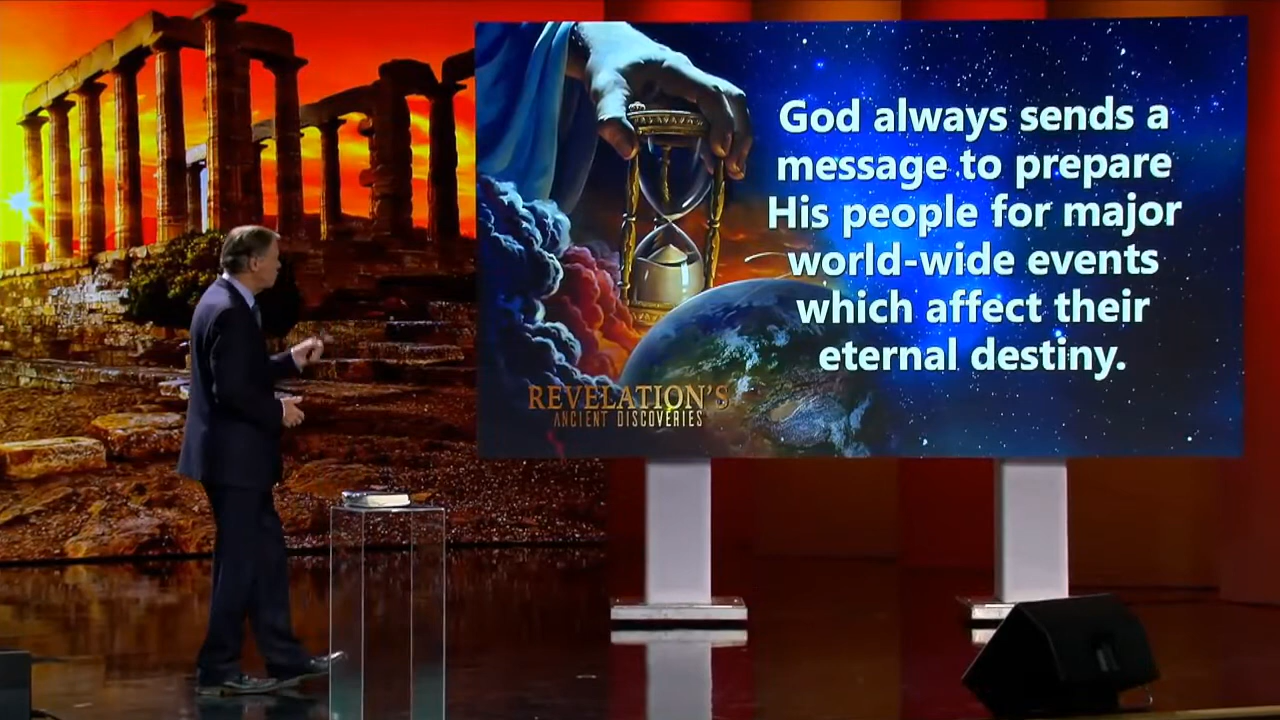 God always sends a
message to prepare
His people for major
world-wide events
which affect their
eternal destiny.
REVELATION'S
ANCIENT DISCOVERIES